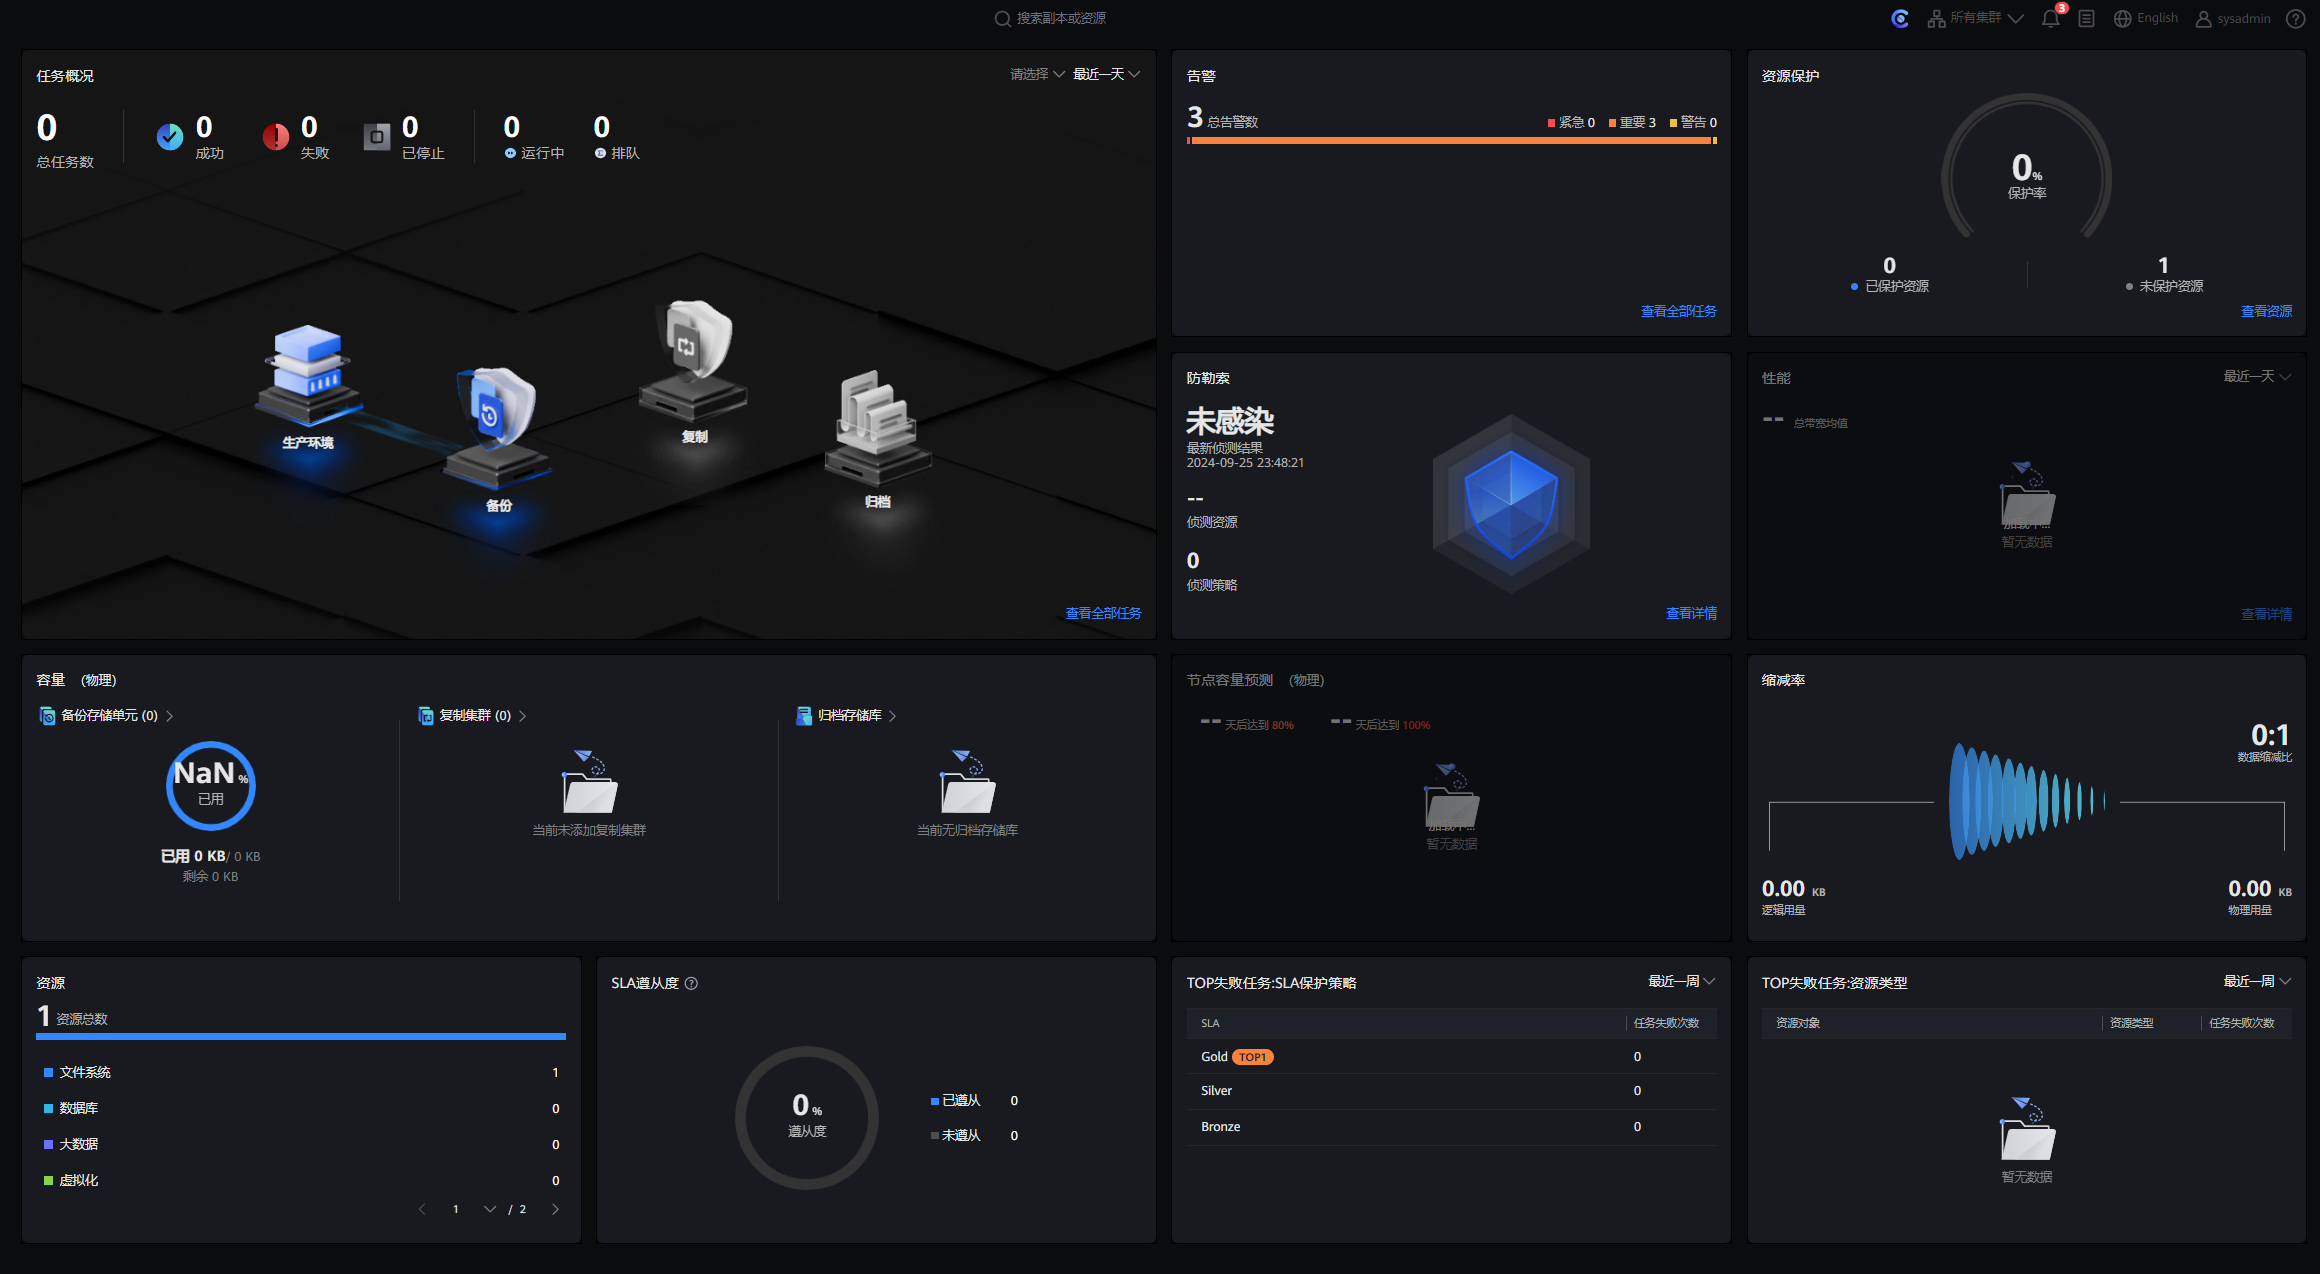 搜索副本或资源
所有集群
3
English
sysadmin
任务概况
请选择
最近一天
0
总任务数
0
成功
0
失败
0
已停止
0
运行中
0
排队
生产环境
备份
复制
归档
查看全部任务
告警
3 总告警数
紧急 0
重要 3
警告 0
查看全部任务
资源保护
0%
保护率
0
已保护资源
1
未保护资源
查看资源
防勒索
未感染
最新侦测结果
2024-09-25 23:48:21
--
侦测资源
0
侦测策略
查看详情
性能
最近一天
-- 总带宽均值
加载中...
暂无数据
查看详情
容量 (物理)
备份存储单元 (0)
NaN %
已用
已用 0 KB/ 0 KB
剩余 0 KB
复制集群 (0)
当前未添加复制集群
归档存储库
当前无归档存储库
节点容量预测 (物理)
-- 天后达到 80%
-- 天后达到 100%
加载中...
暂无数据
缩减率
0:1
数据缩减比
0.00 KB
逻辑用量
0.00 KB
物理用量
资源
1 资源总数
文件系统 1
数据库 0
大数据 0
虚拟化 0
1 / 2
SLA遵从度
0 %
遵从度
已遵从 0
未遵从 0
TOP失败任务:SLA保护策略
最近一周
SLA 任务失败次数
Gold TOP1 0
Silver 0
Bronze 0
TOP失败任务:资源类型
最近一周
资源对象 资源类型 任务失败次数
暂无数据